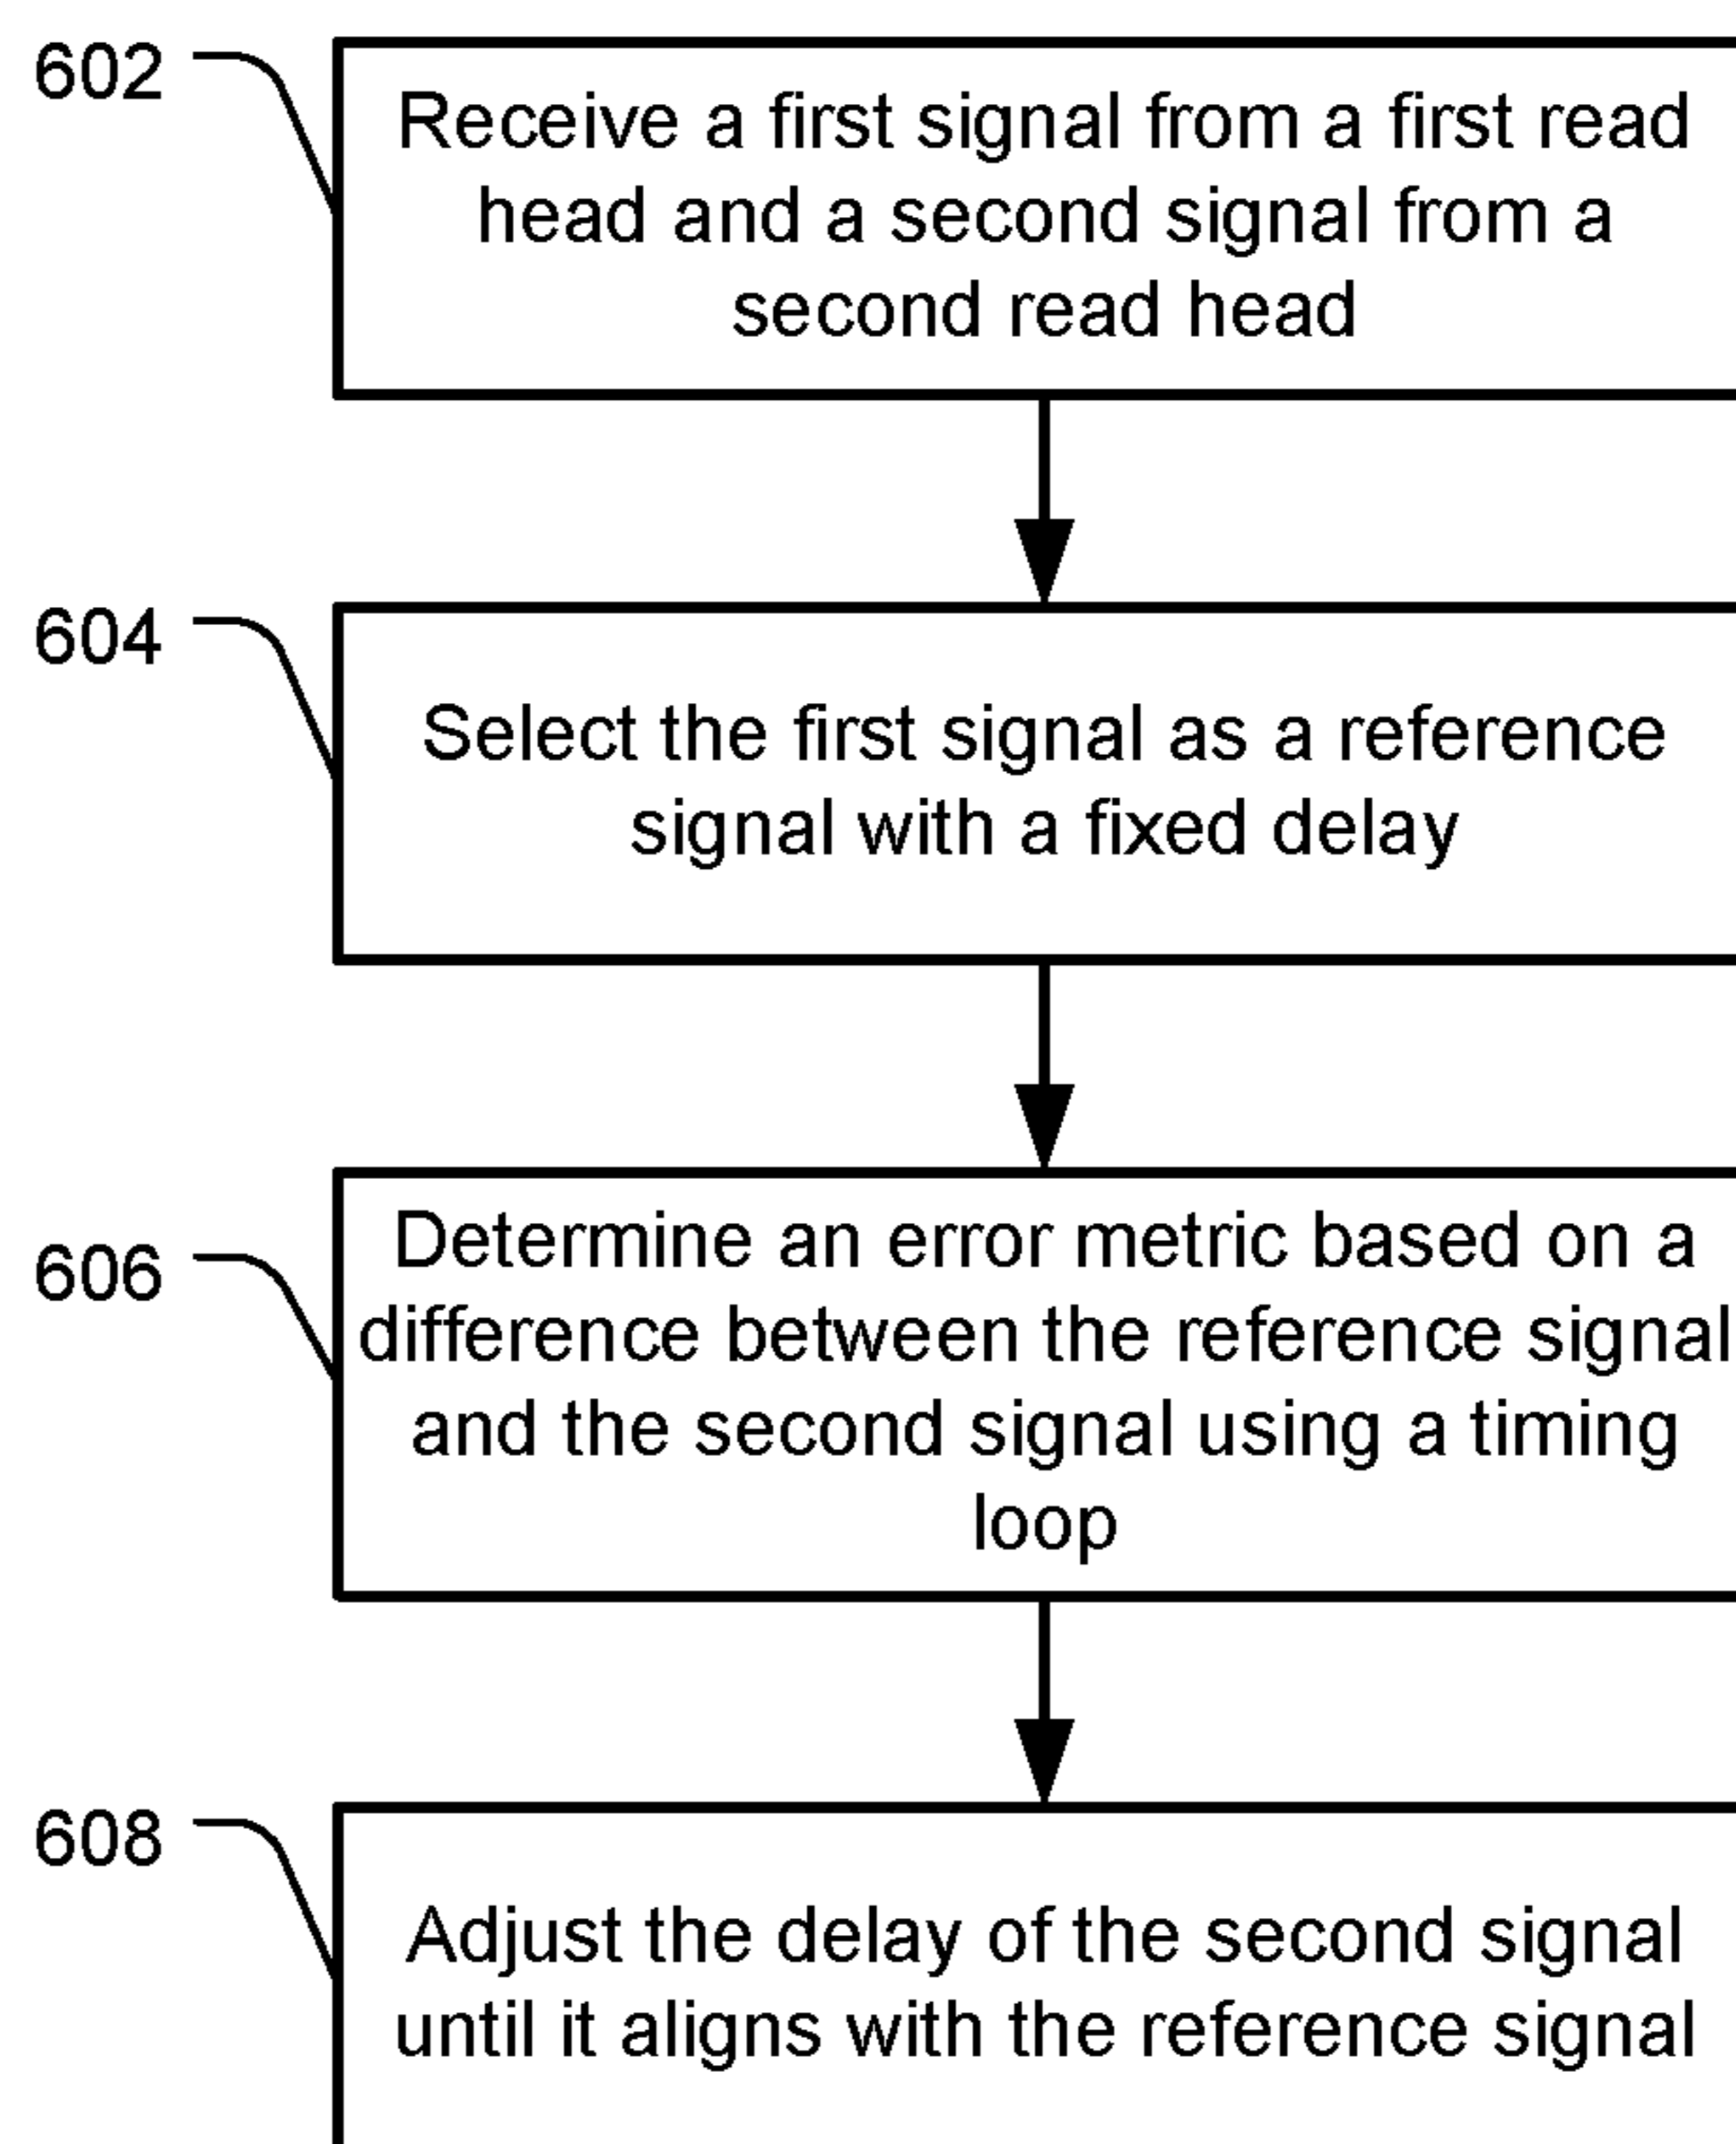 602
Receive a first signal from a first read
head and a second signal from a
second read head
604
Select the first signal as a reference
signal with a fixed delay
606
Determine an error metric based on a
difference between the reference signal
and the second signal using a timing
loop
608
Adjust the delay of the second signal
until it aligns with the reference signal